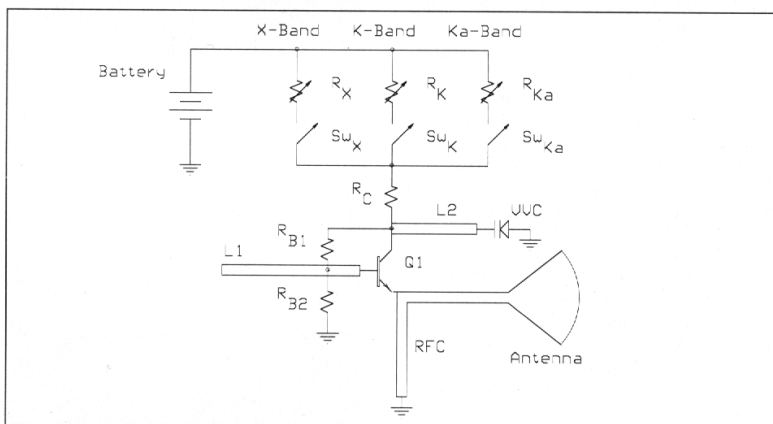 X-Band K-Band Ka-Band
Battery
RX RK RKa
SwX SwK SwKa
RC
L2 VVC
RB1
L1
Q1
RB2
RFC
Antenna